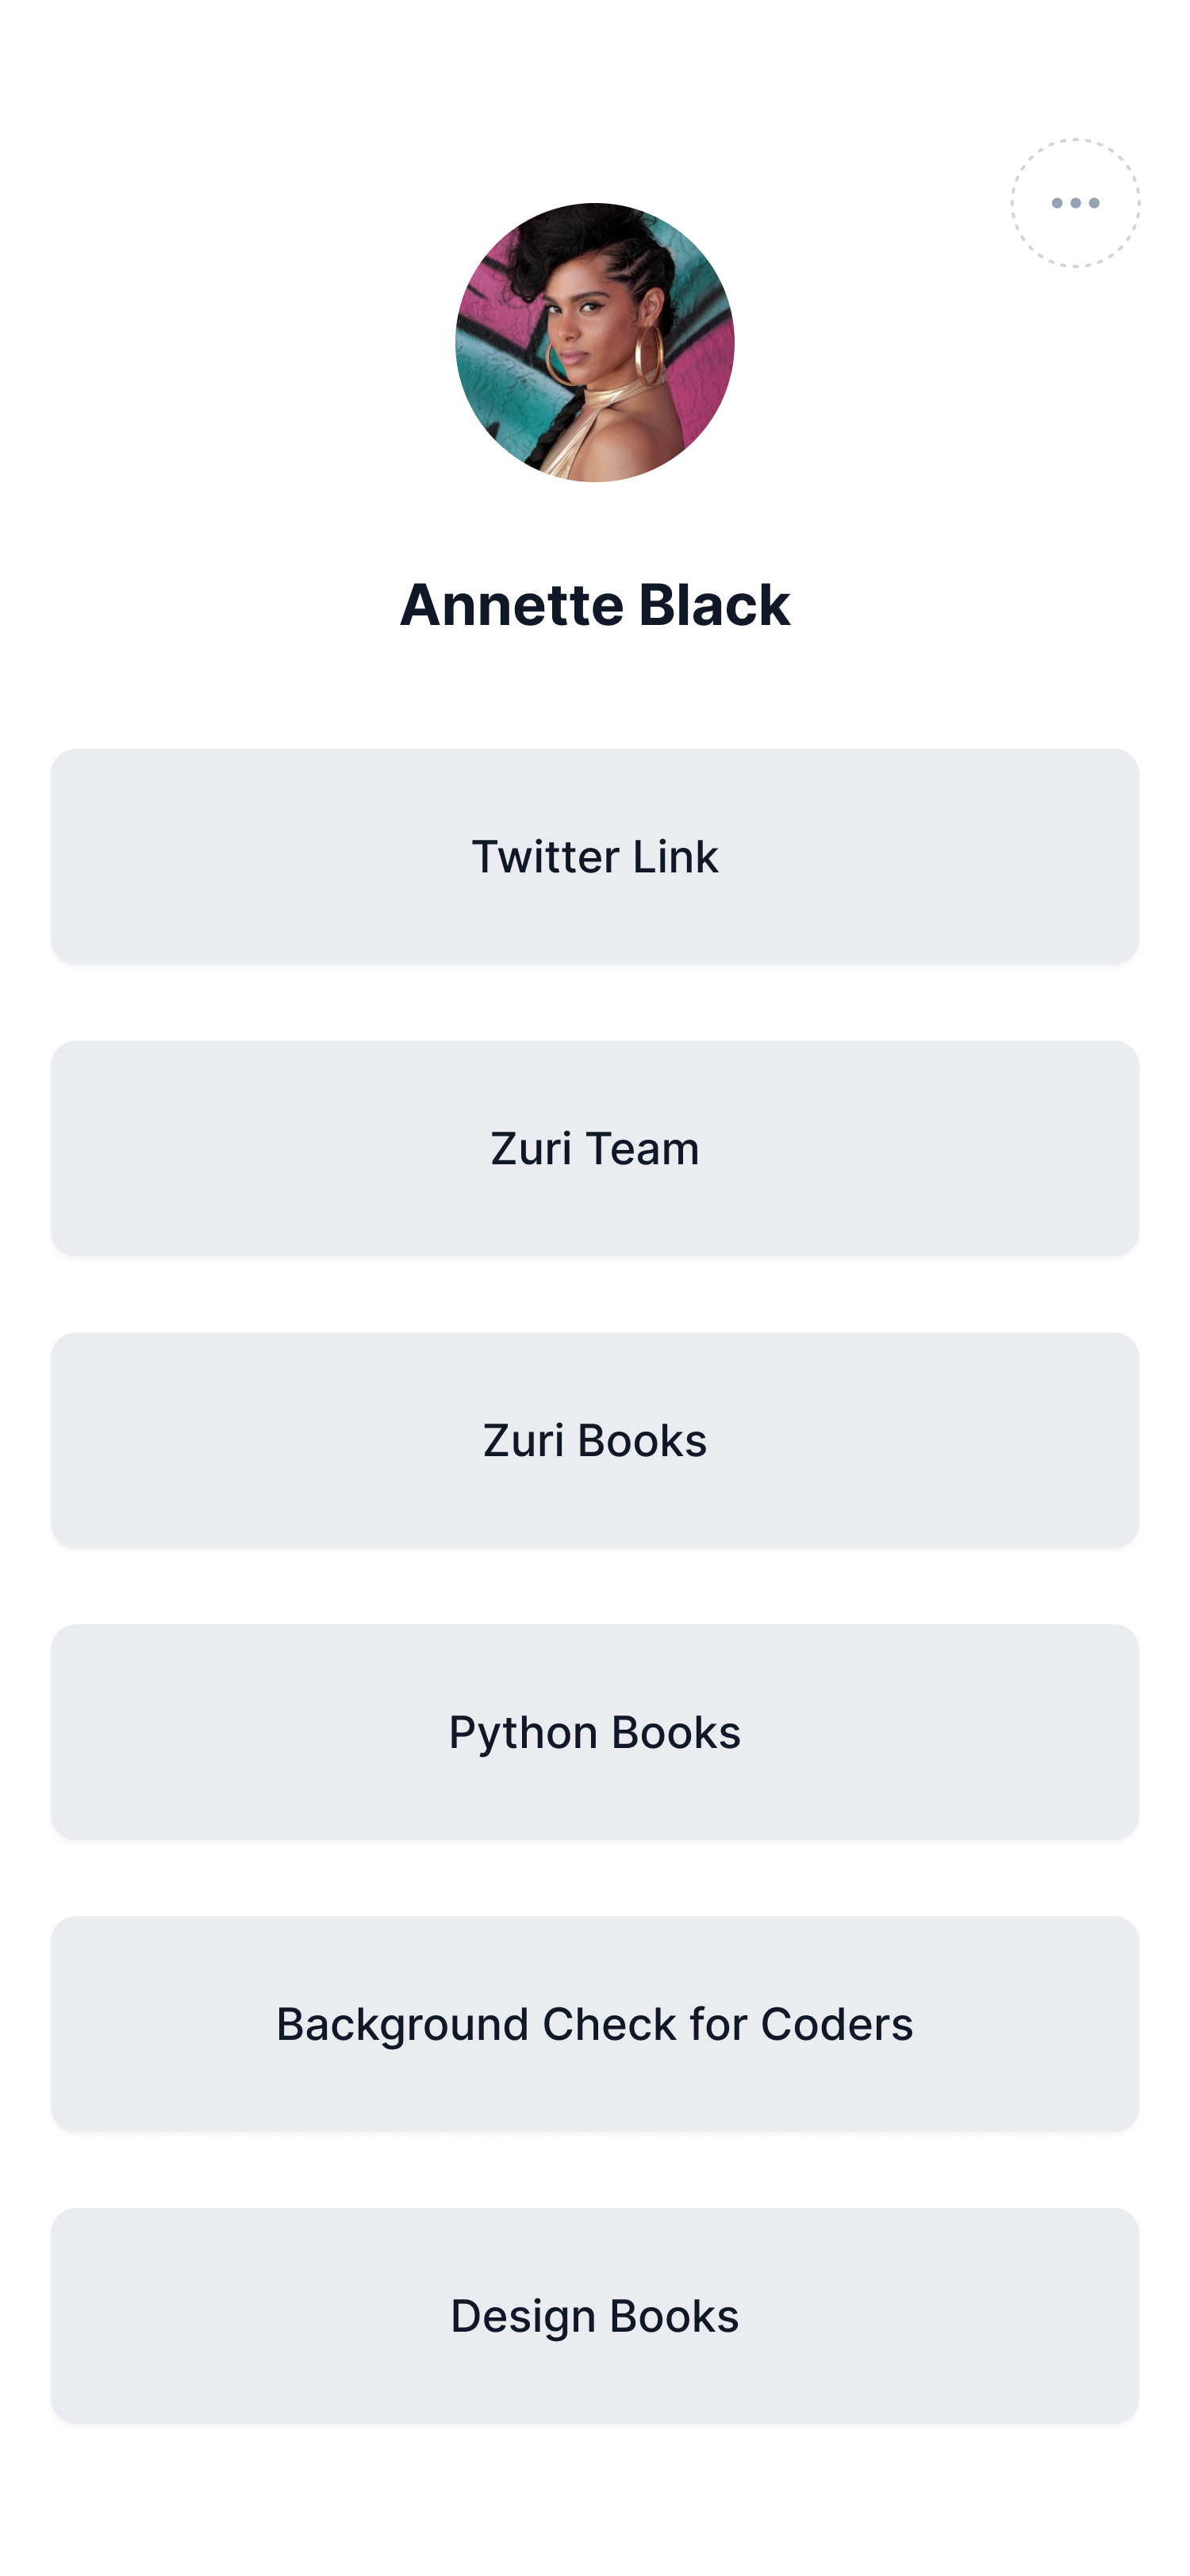 Annette Black
Twitter Link
Zuri Team
Zuri Books
Python Books
Background Check for Coders
Design Books